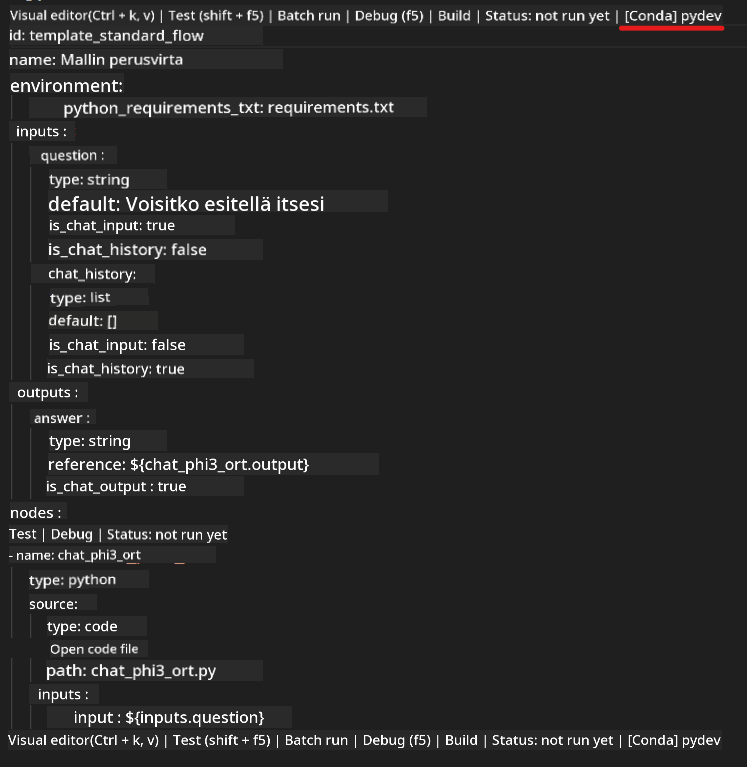 Visual editor(Ctrl + k, v) | Test (shift + f5) | Batch run | Debug (f5) | Build | Status: not run yet | [Conda] pydev
id: template_standard_flow
name: Mallin perusvirta
environment:
python_requirements_txt: requirements.txt
inputs :
question :
type: string
default: Voisitko esitellä itsesi
is_chat_input: true
is_chat_history: false
chat_history:
type: list
default: []
is_chat_input: false
is_chat_history: true
outputs :
answer :
type: string
reference: ${chat_phi3_ort.output}
is_chat_output : true
nodes :
Test | Debug | Status: not run yet
- name: chat_phi3_ort
type: python
source:
type: code
Open code file
path: chat_phi3_ort.py
inputs :
input : ${inputs.question}
Visual editor(Ctrl + k, v) | Test (shift + f5) | Batch run | Debug (f5) | Build | Status: not run yet | [Conda] pydev